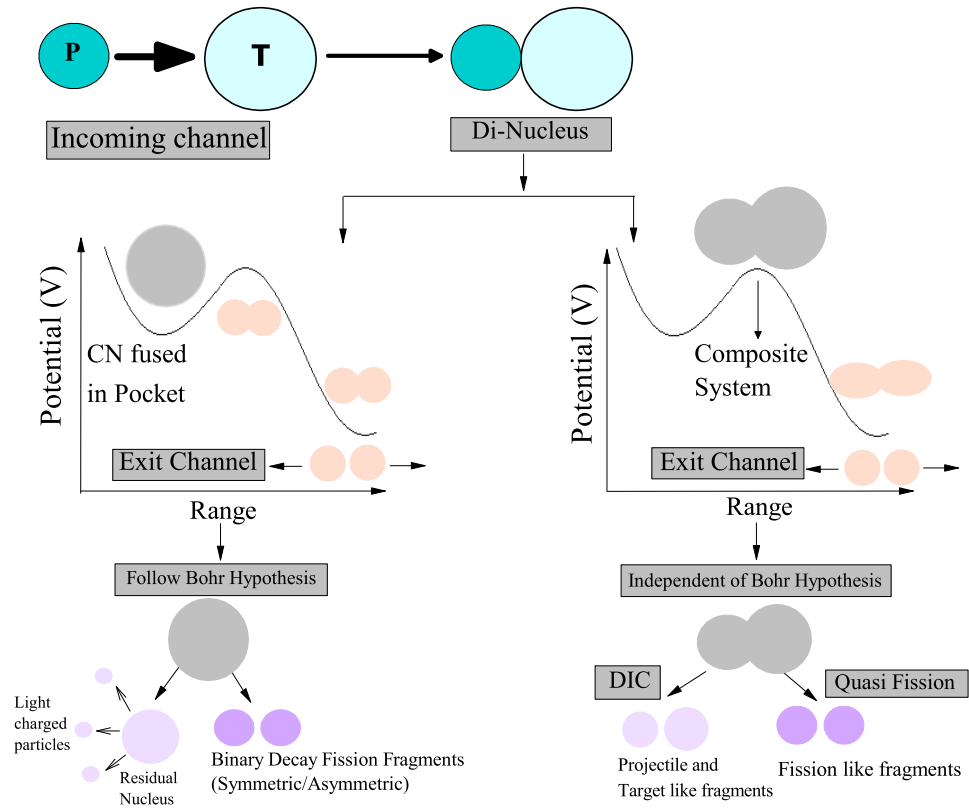 P
T
Incoming channel
Di-Nucleus
Potential (V)
CN fused
in Pocket
Exit Channel
Range
Potential (V)
Composite
System
Exit Channel
Range
Follow Bohr Hypothesis
Light
charged
particles
Residual
Nucleus
Binary Decay Fission Fragments
(Symmetric/Asymmetric)
Independent of Bohr Hypothesis
DIC
Quasi Fission
Projectile and
Target like fragments
Fission like fragments